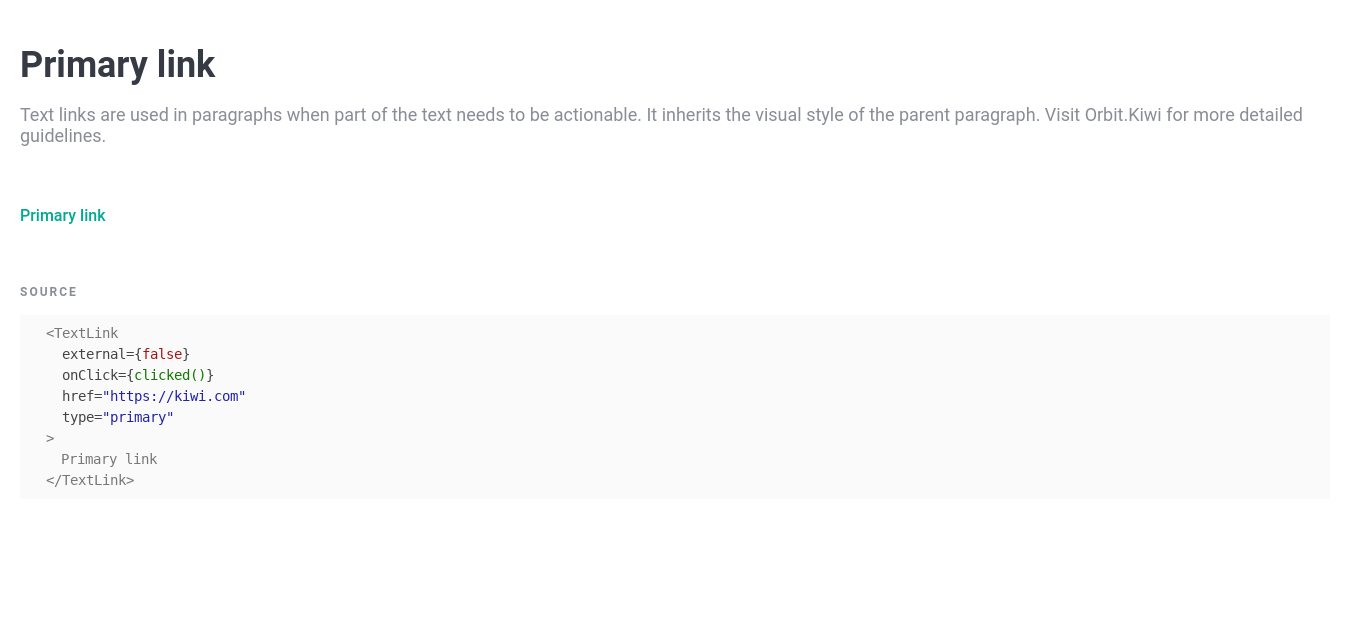 Primary link
Text links are used in paragraphs when part of the text needs to be actionable. It inherits the visual style of the parent paragraph. Visit Orbit.Kiwi for more detailed
guidelines.
Primary link
SOURCE
<TextLink
  external={false}
  onClick={clicked()}
  href="https://kiwi.com"
  type="primary"
>
  Primary link
</TextLink>